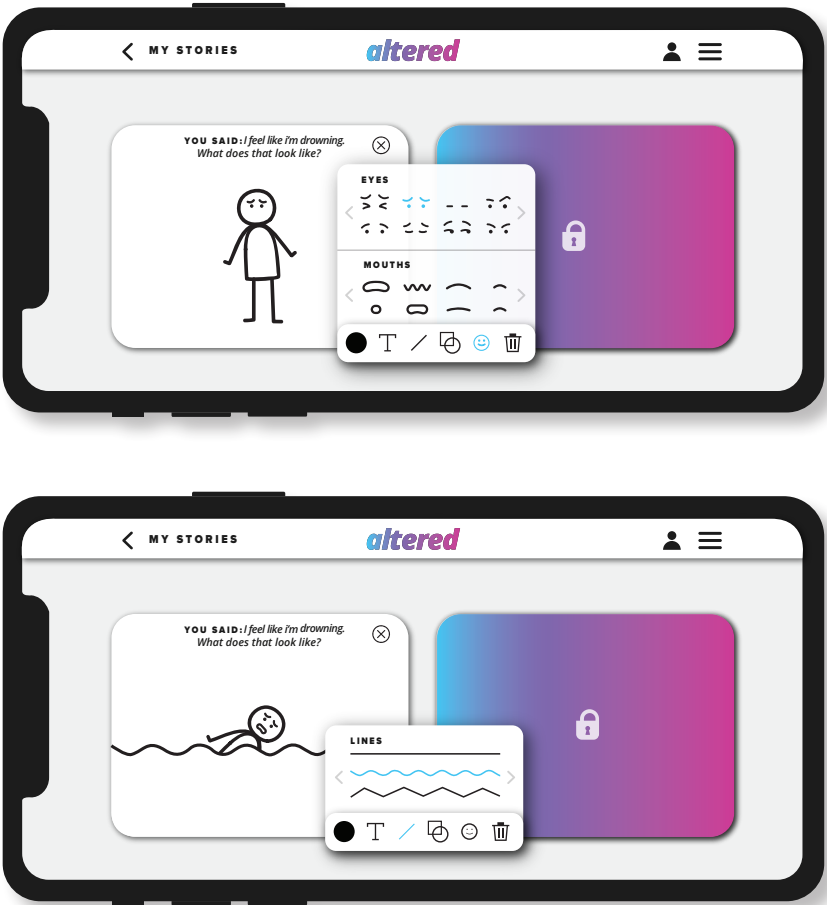 MY STORIES
altered
YOU SAID: I feel like i'm drowning.
What does that look like?
EYES
MOUTHS
T
MY STORIES
altered
YOU SAID: I feel like i'm drowning.
What does that look like?
LINES
T